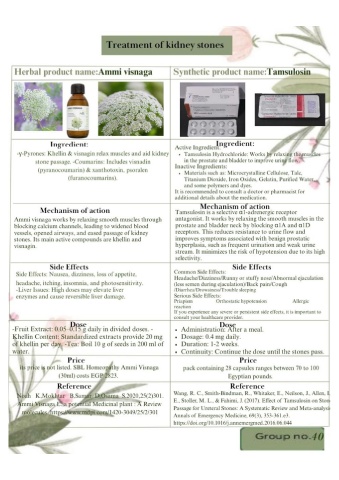 Treatment of kidney stones
Herbal product name:Ammi visnaga
Ingredient:
-γ-Pyrones: Khellin & visnagin relax muscles and aid kidney
stone passage. -Coumarins: Includes visnadin
(pyranocoumarins) & xanthotoxin, psoralen
(furanocoumarins).
Mechanism of action
Ammi visnaga works by relaxing smooth muscles through
blocking calcium channels, leading to widened blood
vessels, opened airways, and eased passage of kidney
stones. Its main active compounds are khellin and
visnagin.
Side Effects
Side Effects: Nausea, dizziness, loss of appetite,
headache, itching, insomnia, and photosensitivity.
-Liver Issues: High doses may elevate liver
enzymes and cause reversible liver damage.
Dose
-Fruit Extract: 0.05–0.15 g daily in divided doses. -
Khellin Content: Standardized extracts provide 20 mg
of khellin per day. -Tea: Boil 10 g of seeds in 200 ml of
water.
Price
its price is not listed. SBL Homeopathy Ammi Visnaga
(30ml) costs EGP
Reference
2025,25(2)301.
Ammi Visnaga L. a potential Medicinal plant : A Review
Synthetic product name:Tamsulosin
Ingredient:
Active Ingredient:
• Tamsulosin Hydrochloride: Works by relaxing the muscles
in the prostate and bladder to improve urine flow.
Inactive Ingredients:
• Materials such as: Microcrystalline Cellulose, Talc,
Titanium Dioxide, Iron Oxides, Gelatin, Purified Water,
and some polymers and dyes.
It is recommended to consult a doctor or pharmacist for
additional details about the medication.
Mechanism of action
Tamsulosin is a selective α1-adrenergic receptor
antagonist. It works by relaxing the smooth muscles in the
prostate and bladder neck by blocking α1A and α1D
receptors. This reduces resistance to urine flow and
improves symptoms associated with benign prostatic
hyperplasia, such as frequent urination and weak urine
stream. It minimizes the risk of hypotension due to its high
selectivity.
Side Effects
Common Side Effects:
Headache/Dizziness/Runny or stuffy nose/Abnormal ejaculation
(less semen during ejaculation)/Back pain/Cough
/Diarrhea/Drowsiness/Trouble sleeping
Serious Side Effects:
Priapism Orthostatic hypotension Allergic
reaction
If you experience any severe or persistent side effects, it is important to
consult your healthcare provider.
Dose
• Administration: After a meal.
• Dosage: 0.4 mg daily.
• Duration: 1-2 weeks.
• Continuity: Continue the dose until the stones pass.
Price
pack containing 28 capsules ranges between 70 to 100
Egyptian pounds.
Reference
Wang, R. C., Smith-Bindman, R., Whitaker, E., Neilson, J., Allen, I.
E., Stoller, M. L., & Fahimi, J. (2017). Effect of Tamsulosin on Stone
Passage for Ureteral Stones: A Systematic Review and Meta-analysis
Annals of Emergency Medicine, 69(3), 353-361.e3.
https://doi.org/10.1016/j.annemergmed.2016.06.044
Group no.40